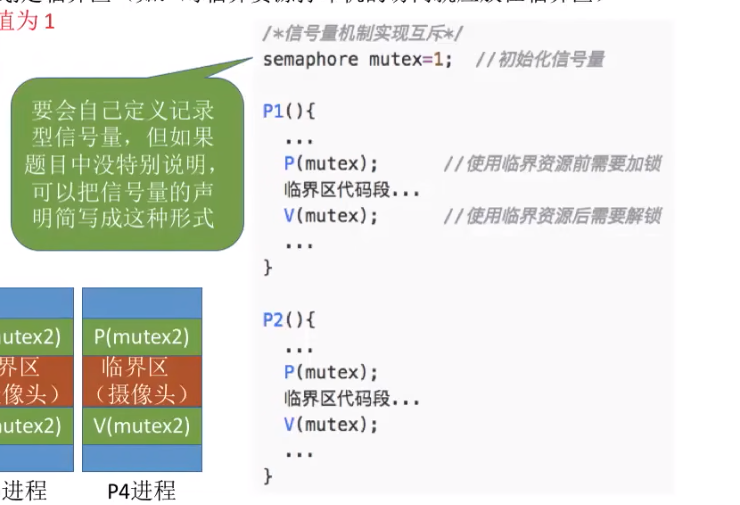 值为 1
要会自己定义记录
型信号量，但如果
题目中没特别说明，
可以把信号量的声
明简写成这种形式
/*信号量机制实现互斥*/
semaphore mutex=1;  //初始化信号量
P1(){
...
P(mutex);  //使用临界资源前需要加锁
临界区代码段...
V(mutex);  //使用临界资源后需要解锁
...
}
P2(){
...
P(mutex);
临界区代码段...
V(mutex);
...
}
utex2)
界区
像头）
utex2)
进程
P(mutex2)
临界区
（摄像头）
V(mutex2)
P4进程